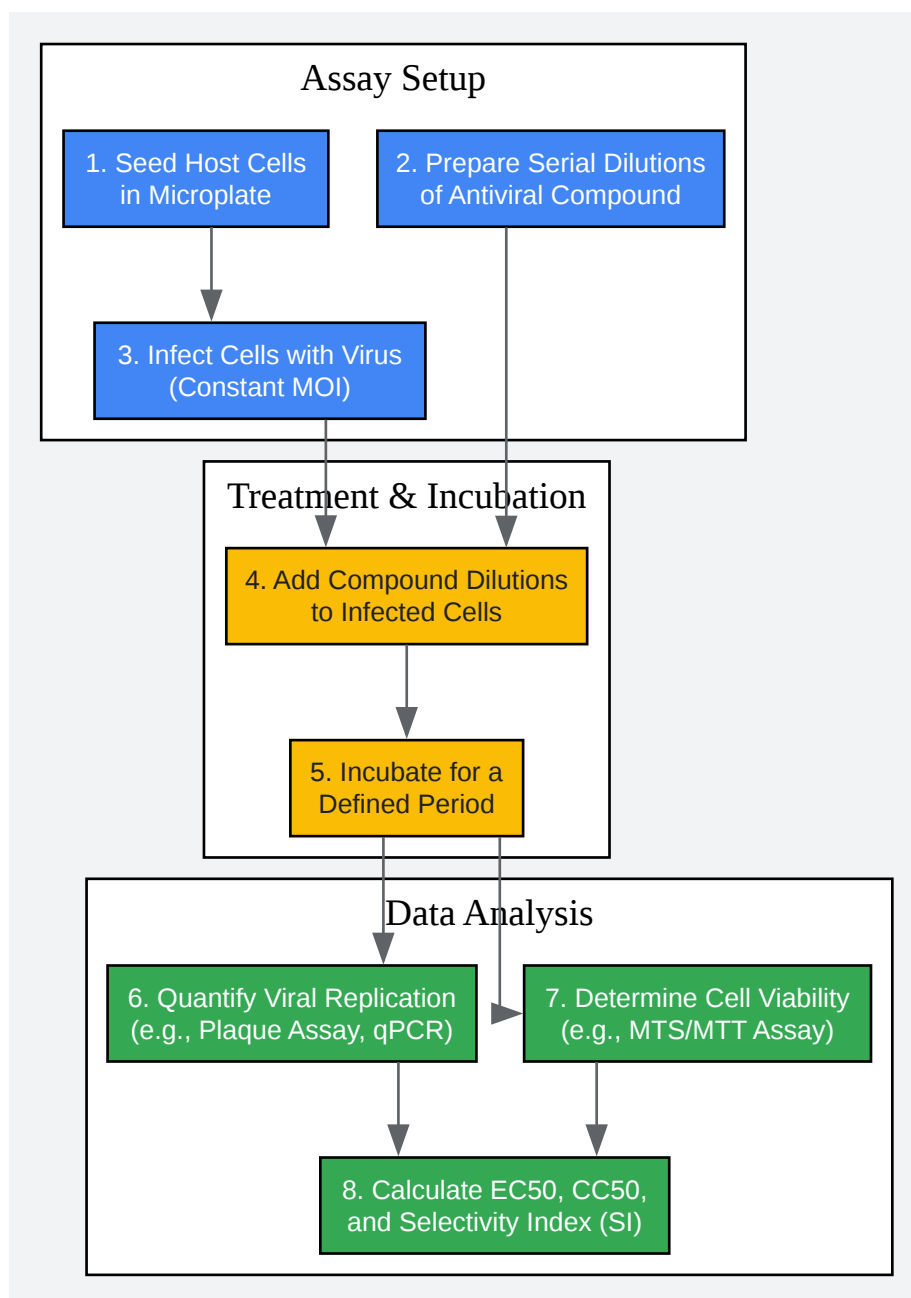 Assay Setup
1. Seed Host Cells
in Microplate
2. Prepare Serial Dilutions
of Antiviral Compound
3. Infect Cells with Virus
(Constant MOI)
Treatment & Incubation
4. Add Compound Dilutions
to Infected Cells
5. Incubate for a
Defined Period
Data Analysis
6. Quantify Viral Replication
(e.g., Plaque Assay, qPCR)
7. Determine Cell Viability
(e.g., MTS/MTT Assay)
8. Calculate EC50, CC50,
and Selectivity Index (SI)